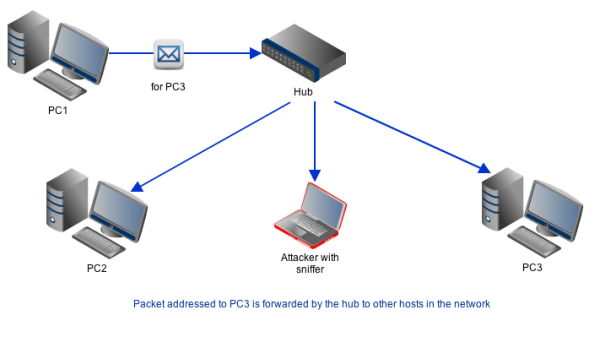 for PC3
Hub
PC1
PC2
Attacker with
sniffer
PC3
Packet addressed to PC3 is forwarded by the hub to other hosts in the network